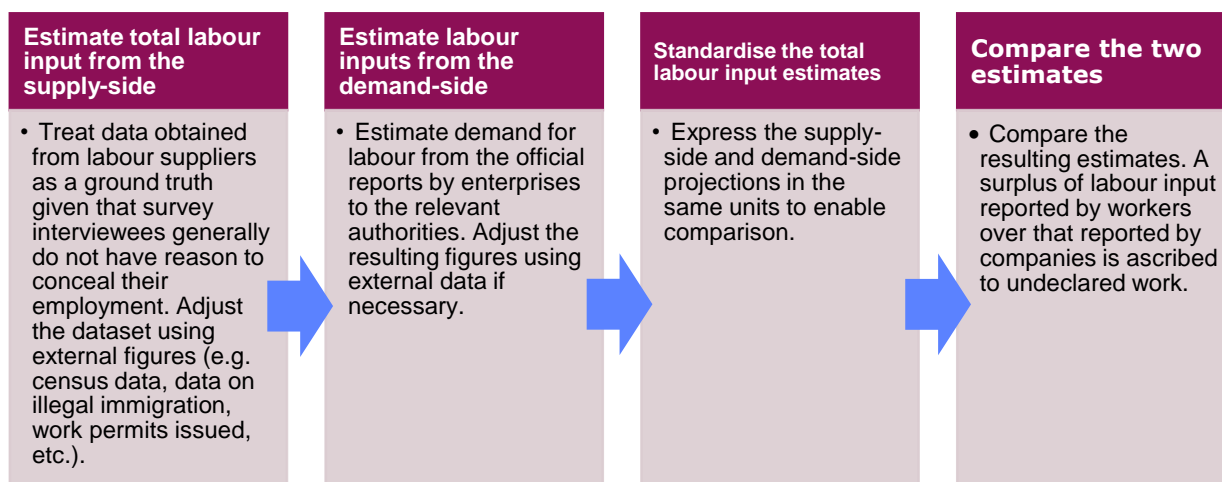 Estimate total labour
input from the
supply-side
• Treat data obtained
from labour suppliers
as a ground truth
given that survey
interviewees generally
do not have reason to
conceal their
employment. Adjust
the dataset using
external figures (e.g.
census data, data on
illegal immigration,
work permits issued,
etc.).
Estimate labour
inputs from the
demand-side
• Estimate demand for
labour from the official
reports by enterprises
to the relevant
authorities. Adjust the
resulting figures using
external data if
necessary.
Standardise the total
labour input estimates
• Express the supply-
side and demand-side
projections in the
same units to enable
comparison.
Compare the two
estimates
• Compare the
resulting estimates. A
surplus of labour input
reported by workers
over that reported by
companies is ascribed
to undeclared work.